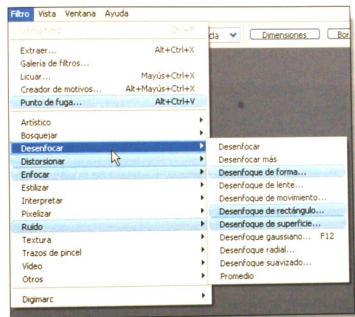 Filtro Vista Ventana Ayuda
da Dimensiones Bor
Extraer... Alt+Ctrl+X
Galería de filtros...
Licuar... Mayús+Ctrl+X
Creador de motivos... Alt+Mayús+Ctrl+X
Punto de fuga... Alt+Ctrl+V
Artístico
Bosquejar
Desenfocar
Distorsionar
Enfocar
Estilizar
Interpretar
Pixelizar
Ruido
Textura
Trazos de pincel
Vídeo
Otros
Digimarc
Desenfocar
Desenfocar más
Desenfoque de forma...
Desenfoque de lente...
Desenfoque de movimiento...
Desenfoque de rectángulo...
Desenfoque de superficie...
Desenfoque gaussiano... F12
Desenfoque radial...
Desenfoque suavizado...
Promedio